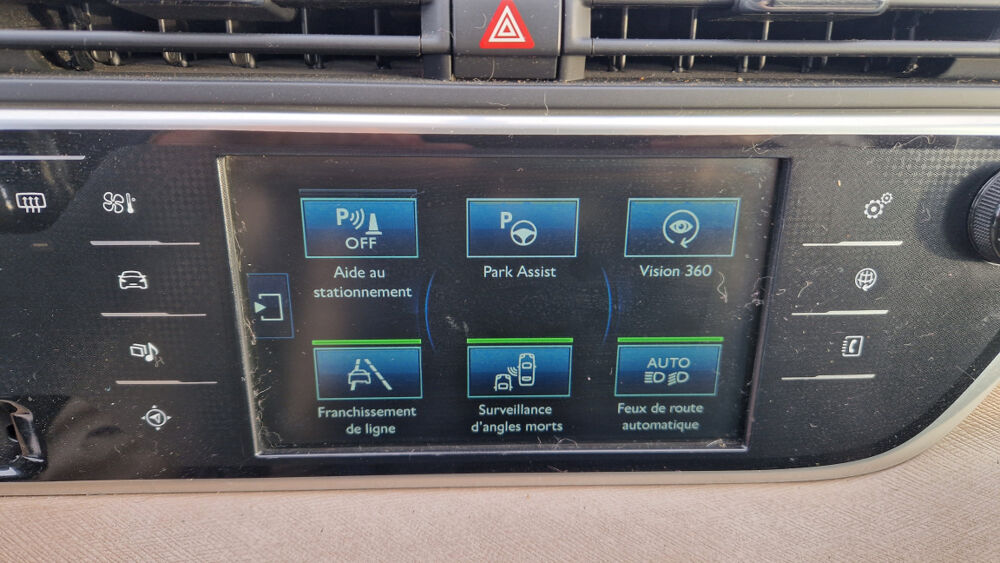 P
OFF
Aide au
stationnement
P
Park Assist
Vision 360
Franchissement
de ligne
Surveillance
d'angles morts
AUTO
Feux de route
automatique